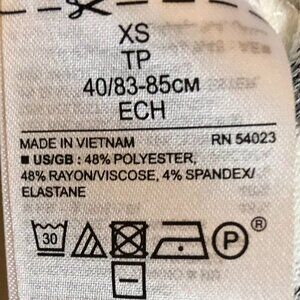 XS
TP
40/83-85CM
ECH
MADE IN VIETNAM RN 54023
■ US/GB : 48% POLYESTER,
48% RAYON/VISCOSE, 4% SPANDEX/
ELASTANE
30 P ®